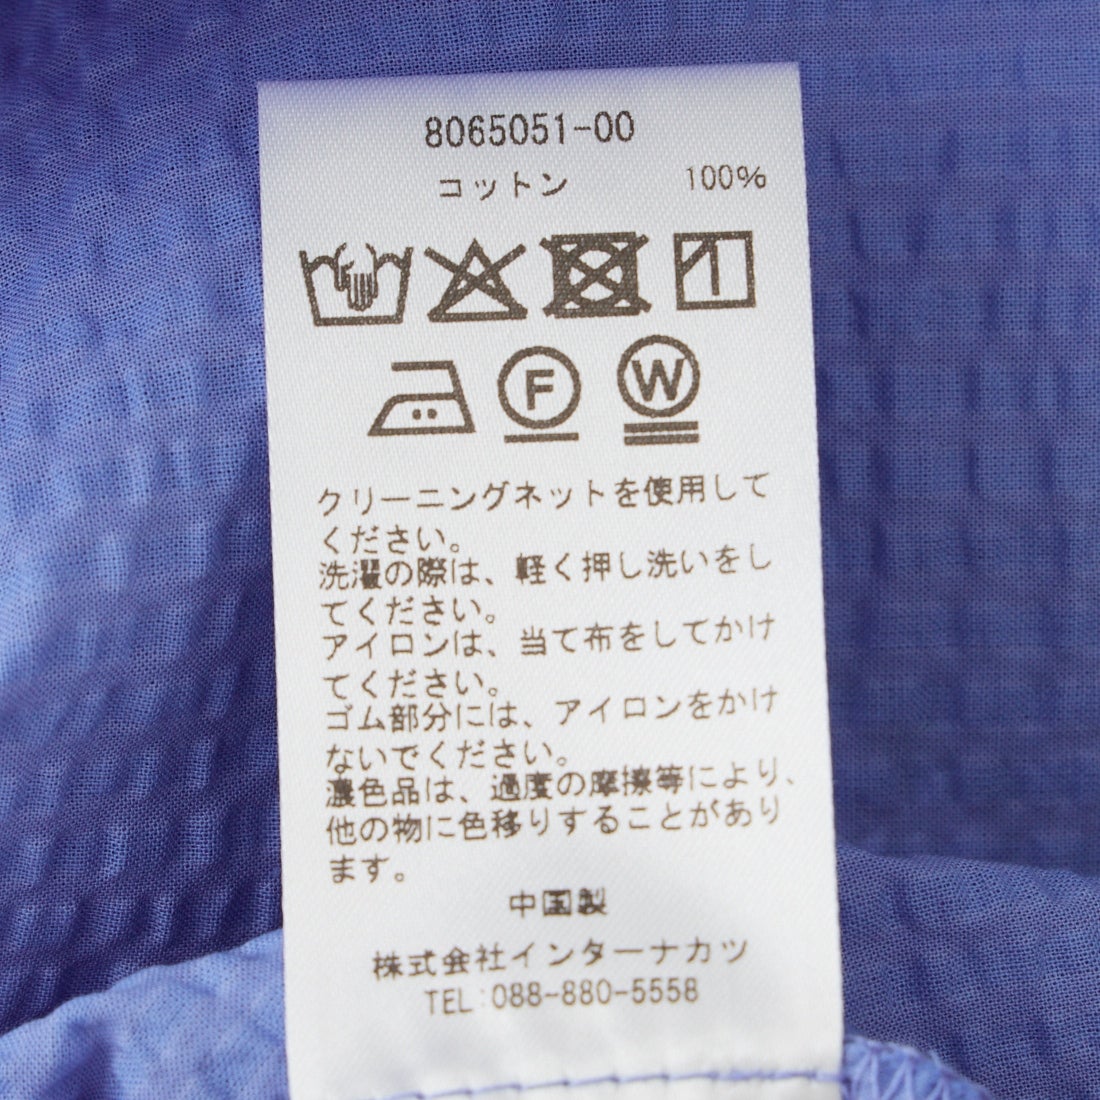 8065051-00
コットン 100%
F W
クリーニングネットを使用して
ください。
洗濯の際は、軽く押し洗いをし
てください。
アイロンは、当て布をしてかけ
てください。
ゴム部分には、アイロンをかけ
ないでください。
濃色品は、過度の摩擦等により、
他の物に色移りすることがあり
ます。
中国製
株式会社インターナカツ
TEL:088-880-5558